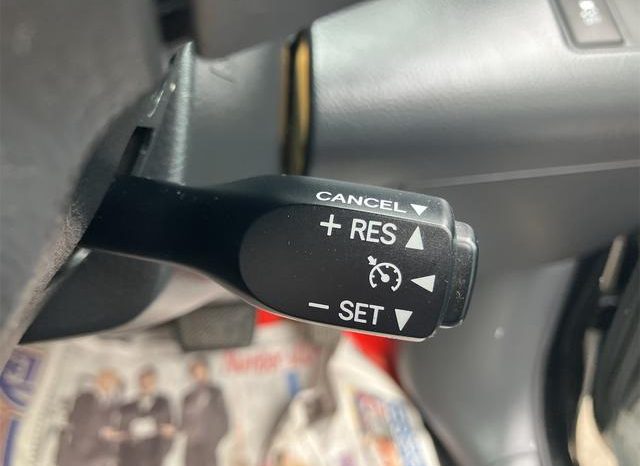 CANCEL ▼
+ RES ▲
◀
− SET ▼